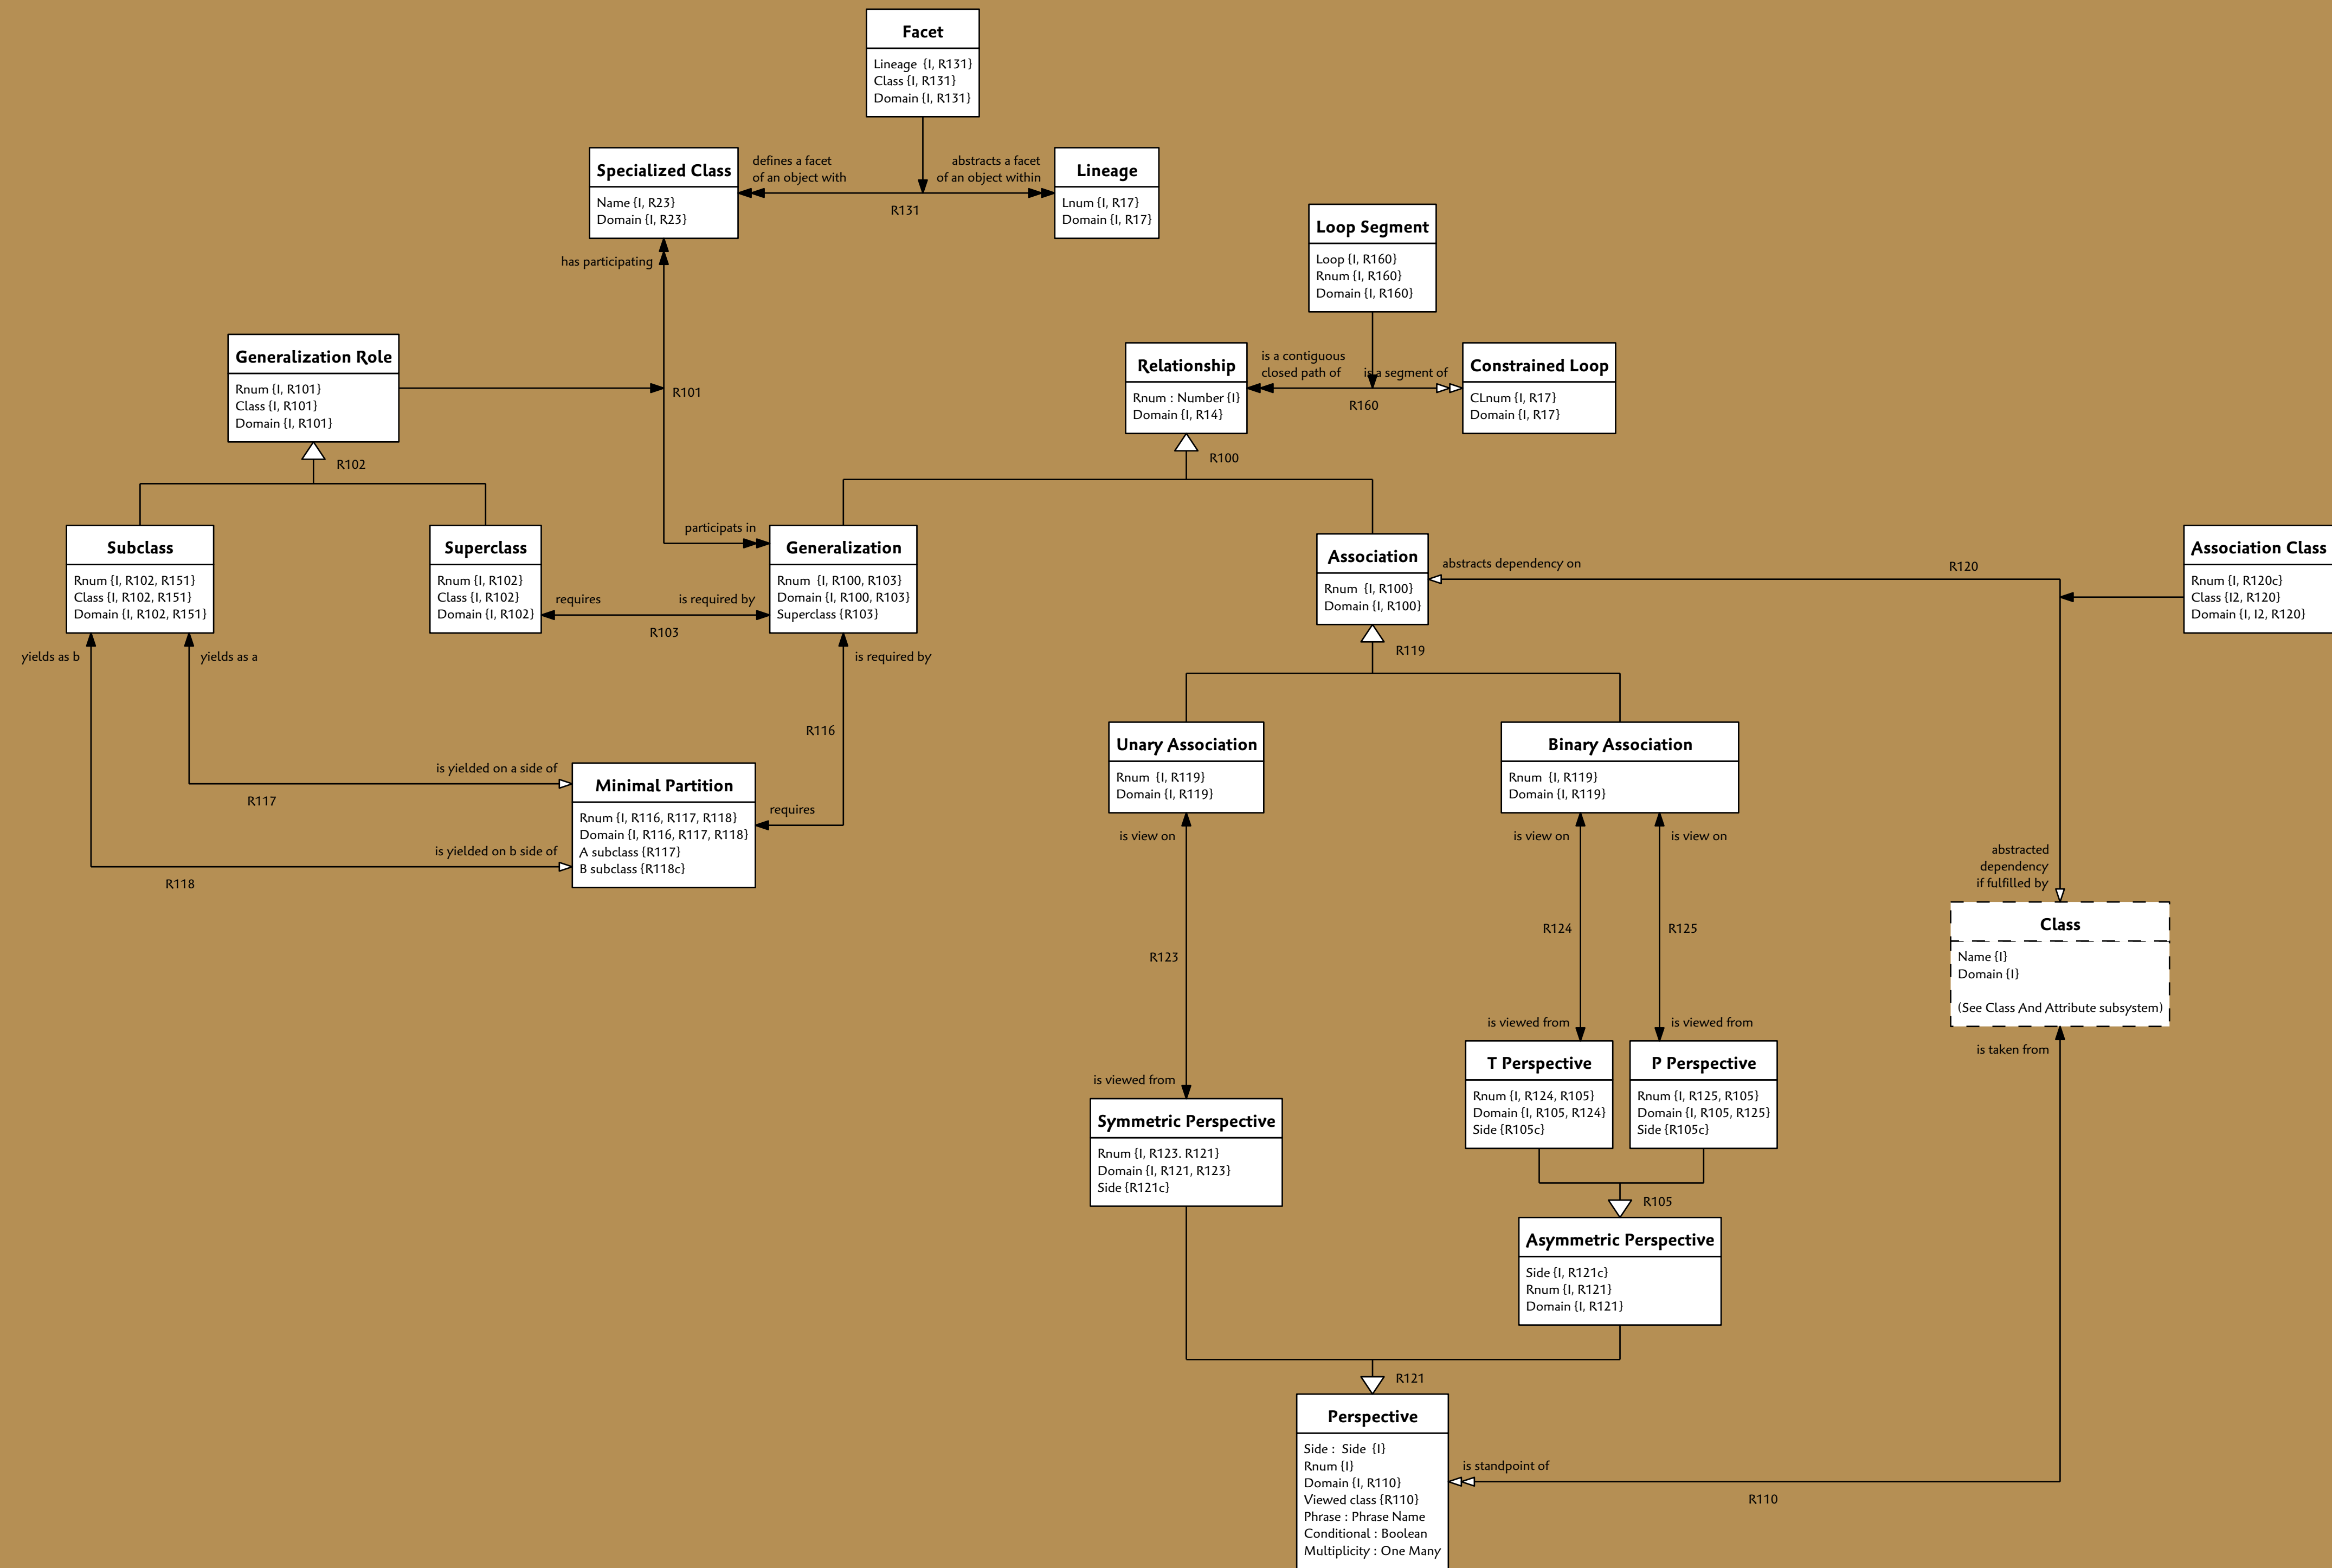 Facet
Lineage {I, R131}
Class {I, R131}
Domain {I, R131}
Specialized Class
Name {I, R23}
Domain {I, R23}
defines a facet
of an object with
abstracts a facet
of an object within
R131
Lineage
Lnum {I, R17}
Domain {I, R17}
has participating
Loop Segment
Loop {I, R160}
Rnum {I, R160}
Domain {I, R160}
Generalization Role
Rnum {I, R101}
Class {I, R101}
Domain {I, R101}
R101
Relationship
Rnum : Number {I}
Domain {I, R14}
is a contiguous
closed path of
is a segment of
R160
Constrained Loop
CLnum {I, R17}
Domain {I, R17}
R102
R100
participats in
Subclass
Rnum {I, R102, R151}
Class {I, R102, R151}
Domain {I, R102, R151}
Superclass
Rnum {I, R102}
Class {I, R102}
Domain {I, R102}
requires
is required by
R103
Generalization
Rnum {I, R100, R103}
Domain {I, R100, R103}
Superclass {R103}
Association
Rnum {I, R100}
Domain {I, R100}
abstracts dependency on
R120
Association Class
Rnum {I, R120c}
Class {I2, R120}
Domain {I, I2, R120}
yields as b
yields as a
is required by
R119
R116
Unary Association
Rnum {I, R119}
Domain {I, R119}
Binary Association
Rnum {I, R119}
Domain {I, R119}
is yielded on a side of
R117
Minimal Partition
Rnum {I, R116, R117, R118}
Domain {I, R116, R117, R118}
A subclass {R117}
B subclass {R118c}
requires
is yielded on b side of
R118
is view on
is view on
is view on
abstracted
dependency
if fulfilled by
R123
R124
R125
Class
Name {I}
Domain {I}
(See Class And Attribute subsystem)
is viewed from
is viewed from
is taken from
is viewed from
T Perspective
Rnum {I, R124, R105}
Domain {I, R105, R124}
Side {R105c}
P Perspective
Rnum {I, R125, R105}
Domain {I, R105, R125}
Side {R105c}
Symmetric Perspective
Rnum {I, R123. R121}
Domain {I, R121, R123}
Side {R121c}
R105
Asymmetric Perspective
Side {I, R121c}
Rnum {I, R121}
Domain {I, R121}
R121
Perspective
Side : Side {I}
Rnum {I}
Domain {I, R110}
Viewed class {R110}
Phrase : Phrase Name
Conditional : Boolean
Multiplicity : One Many
is standpoint of
R110